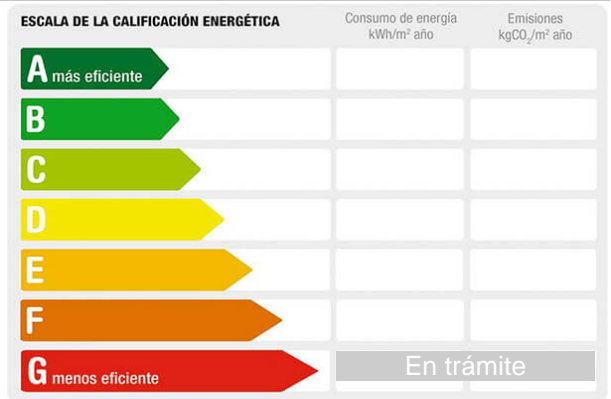 ESCALA DE LA CALIFICACIÓN ENERGÉTICA
Consumo de energía
kWh/m² año
Emisiones
kgCO₂/m² año
A más eficiente
B
C
D
E
F
G menos eficiente
En trámite